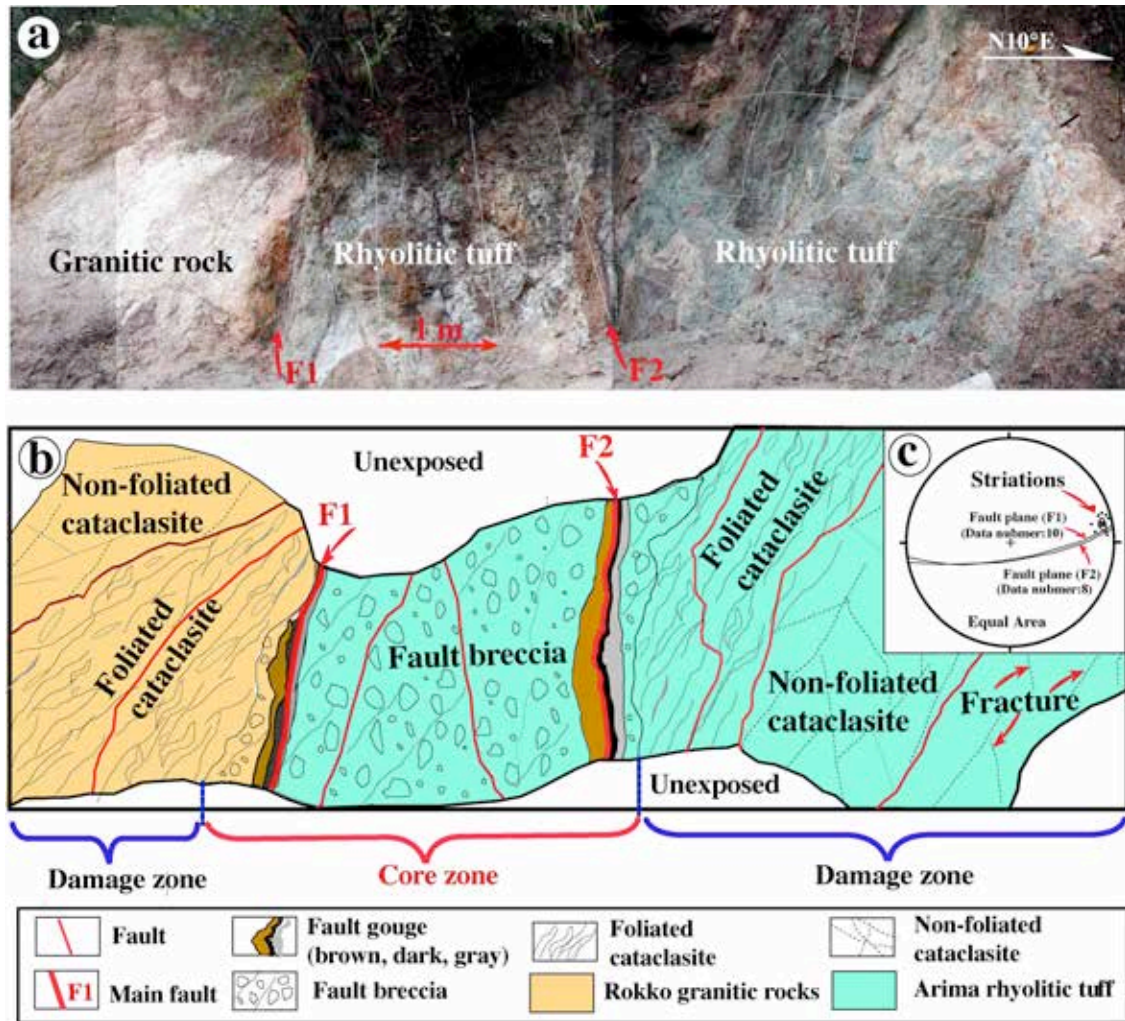 a
N10°E
Granitic rock
Rhyolitic tuff
Rhyolitic tuff
1 m
F1
F2
b
Non-foliated
cataclasite
Foliated
cataclasite
F1
Unexposed
F2
Fault breccia
Foliated
cataclasite
Non-foliated
cataclasite
Fracture
Unexposed
c
Striations
Fault plane (F1)
(Data nubmer:10)
Fault plane (F2)
(Data nubmer:8)
Equal Area
Damage zone
Core zone
Damage zone
Fault
Fault gouge
(brown, dark, gray)
Foliated
cataclasite
Non-foliated
cataclasite
F1
Main fault
Fault breccia
Rokko granitic rocks
Arima rhyolitic tuff